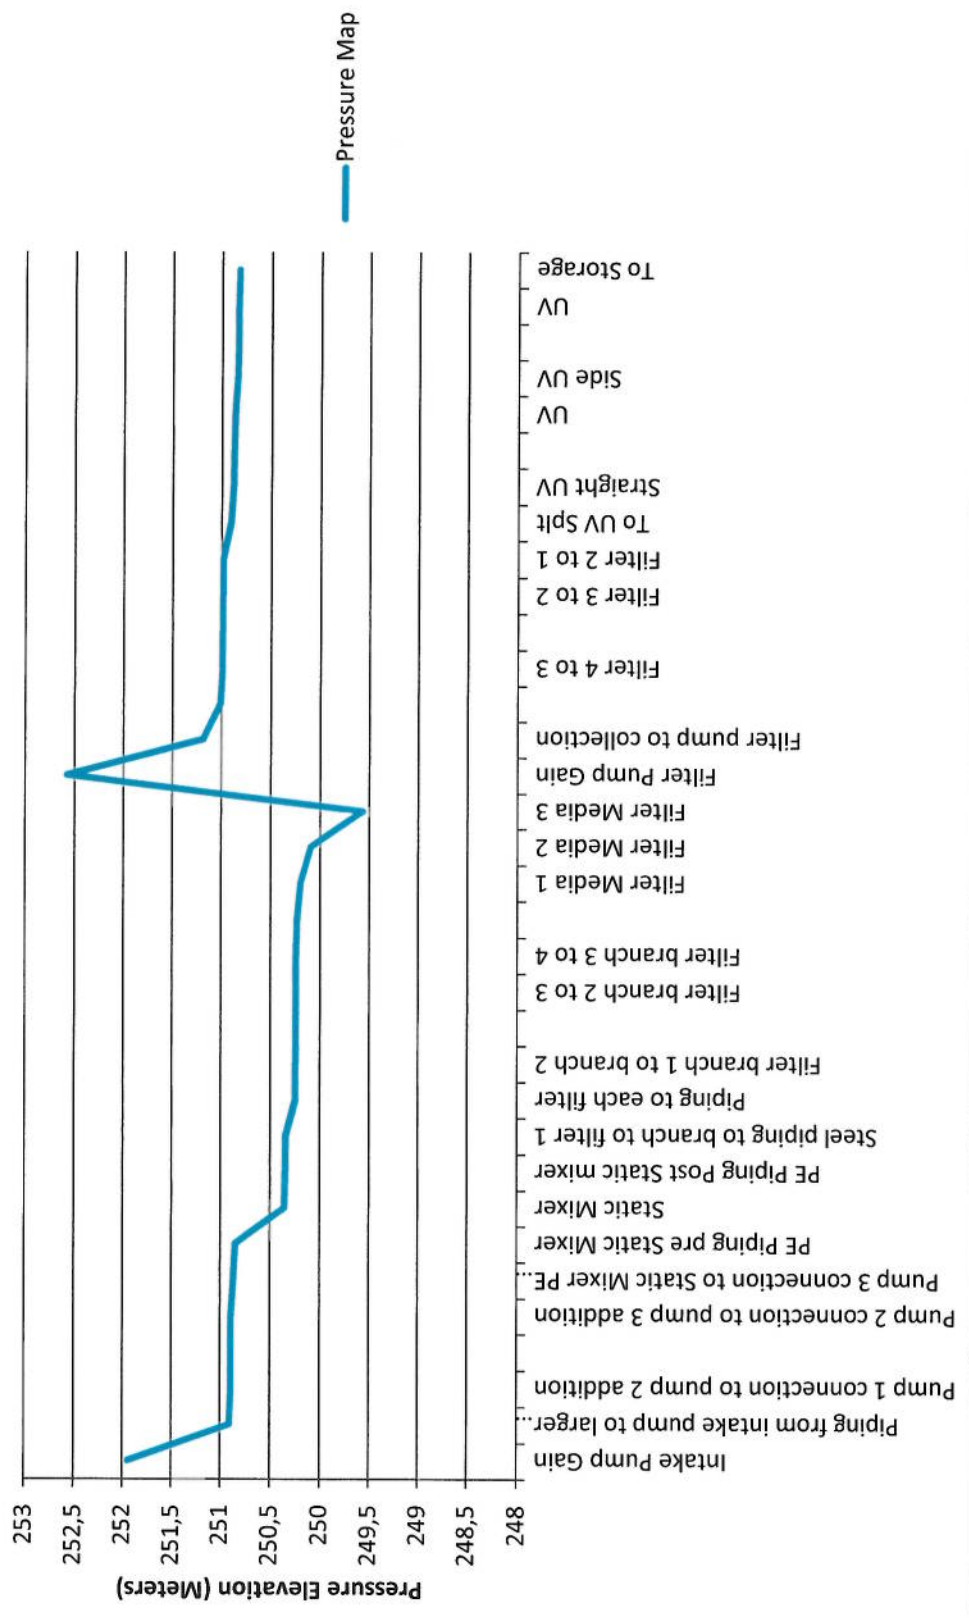 Pressure Elevation (Meters)
253
252,5
252
251,5
251
250,5
250
249,5
249
248,5
248
Intake Pump Gain
Piping from intake pump to larger...
Pump 1 connection to pump 2 addition
Pump 2 connection to pump 3 addition
Pump 3 connection to Static Mixer PE...
PE Piping pre Static Mixer
Static Mixer
PE Piping Post Static mixer
Steel piping to branch to filter 1
Piping to each filter
Filter branch 1 to branch 2
Filter branch 2 to 3
Filter branch 3 to 4
Filter Media 1
Filter Media 2
Filter Media 3
Filter Pump Gain
Filter pump to collection
Filter 4 to 3
Filter 3 to 2
Filter 2 to 1
To UV Splt
Straight UV
UV
Side UV
UV
To Storage
Pressure Map